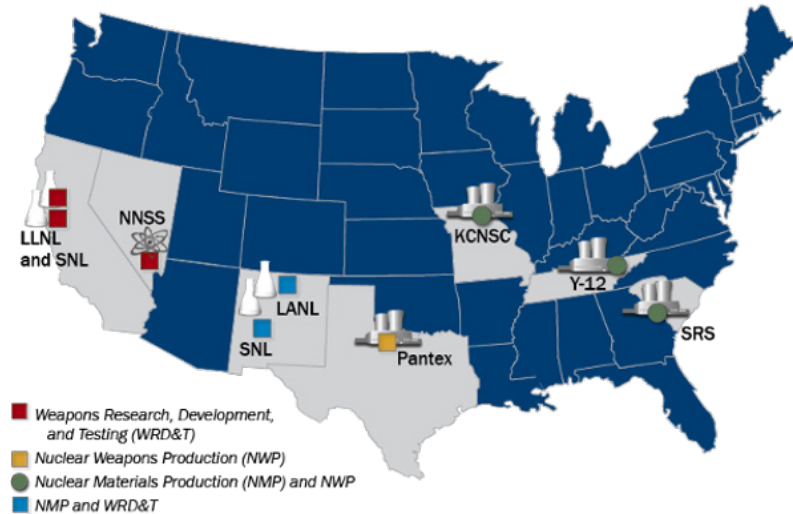 NNSS
LLNL
and SNL
KCNSC
Y-12
LANL
SNL
Pantex
SRS
Weapons Research, Development,
and Testing (WRD&T)
Nuclear Weapons Production (NWP)
Nuclear Materials Production (NMP) and NWP
NMP and WRD&T